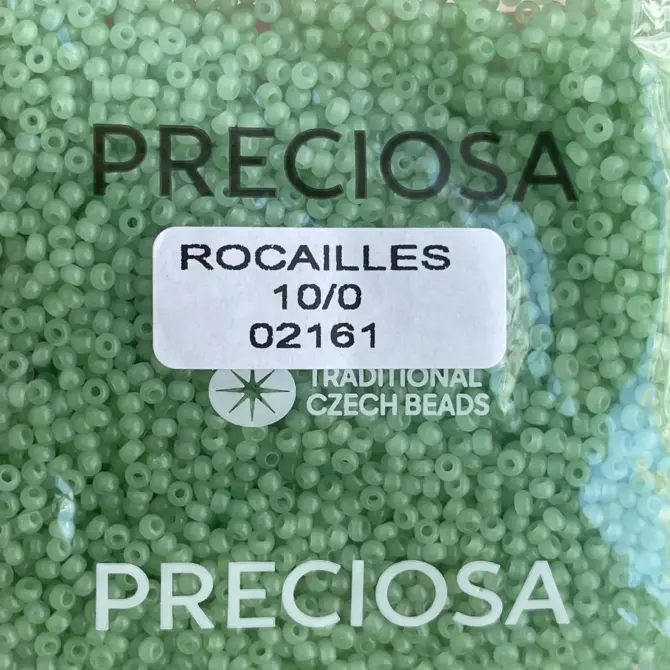 PRECIOSA
ROCAILLES
10/0
02161
TRADITIONAL
CZECH BEADS
PRECIOSA